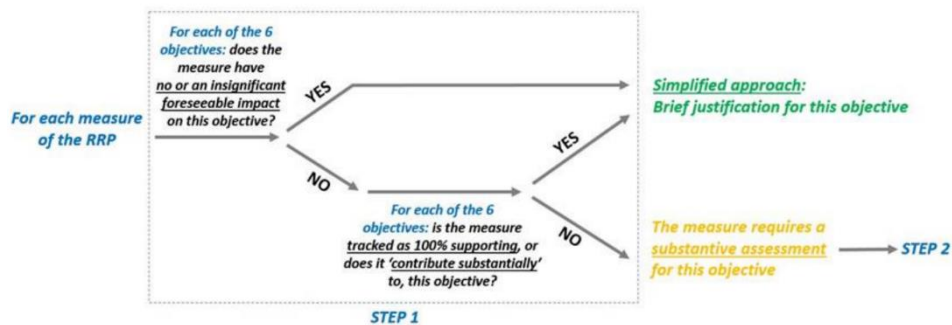 For each measure
of the RRP
For each of the 6
objectives: does the
measure have
no or an insignificant
foreseeable impact
on this objective?
YES
NO
For each of the 6
objectives: is the measure
tracked as 100% supporting, or
does it ‘contribute substantially’
to, this objective?
YES
NO
Simplified approach:
Brief justification for this objective
The measure requires a
substantive assessment
for this objective
STEP 2
STEP 1